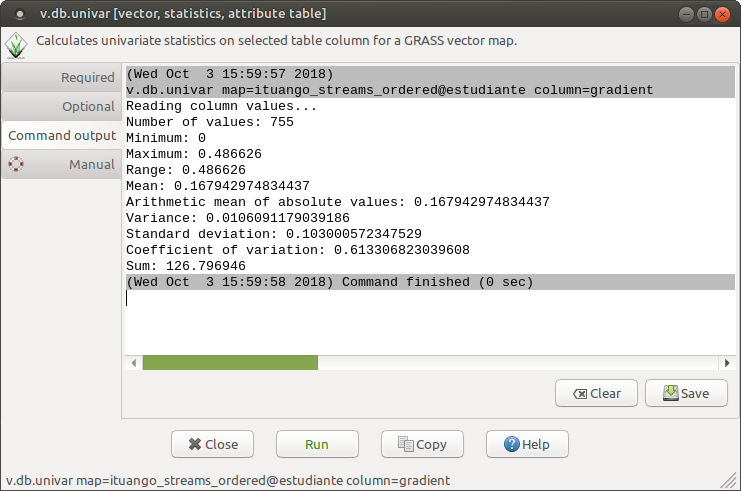 v.db.univar [vector, statistics, attribute table]
Calculates univariate statistics on selected table column for a GRASS vector map.
Required
Optional
Command output
Manual
(Wed Oct  3 15:59:57 2018)
v.db.univar map=ituango_streams_ordered@estudiante column=gradient
Reading column values...
Number of values: 755
Minimum: 0
Maximum: 0.486626
Range: 0.486626
Mean: 0.167942974834437
Arithmetic mean of absolute values: 0.167942974834437
Variance: 0.0106091179039186
Standard deviation: 0.103000572347529
Coefficient of variation: 0.613306823039608
Sum: 126.796946
(Wed Oct  3 15:59:58 2018) Command finished (0 sec)
Clear Save
Close Run Copy Help
v.db.univar map=ituango_streams_ordered@estudiante column=gradient